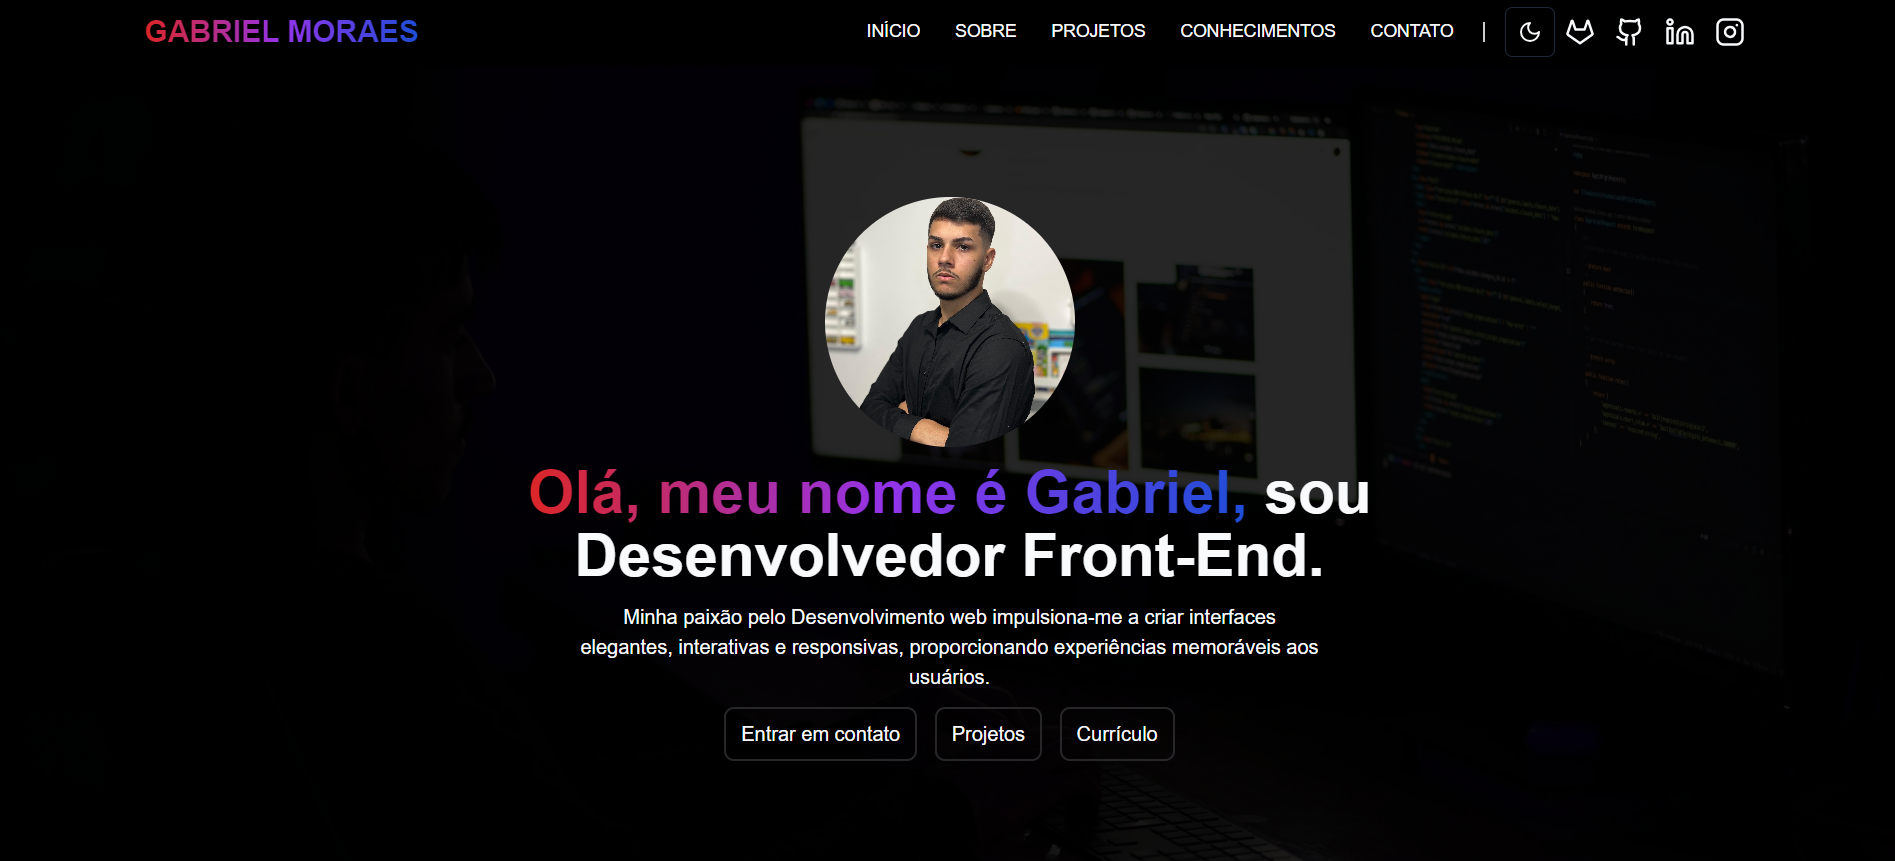 GABRIEL MORAES
INÍCIO SOBRE PROJETOS CONHECIMENTOS CONTATO |
Olá, meu nome é Gabriel, sou
Desenvolvedor Front-End.
Minha paixão pelo Desenvolvimento web impulsiona-me a criar interfaces
elegantes, interativas e responsivas, proporcionando experiências memoráveis aos
usuários.
Entrar em contato Projetos Currículo